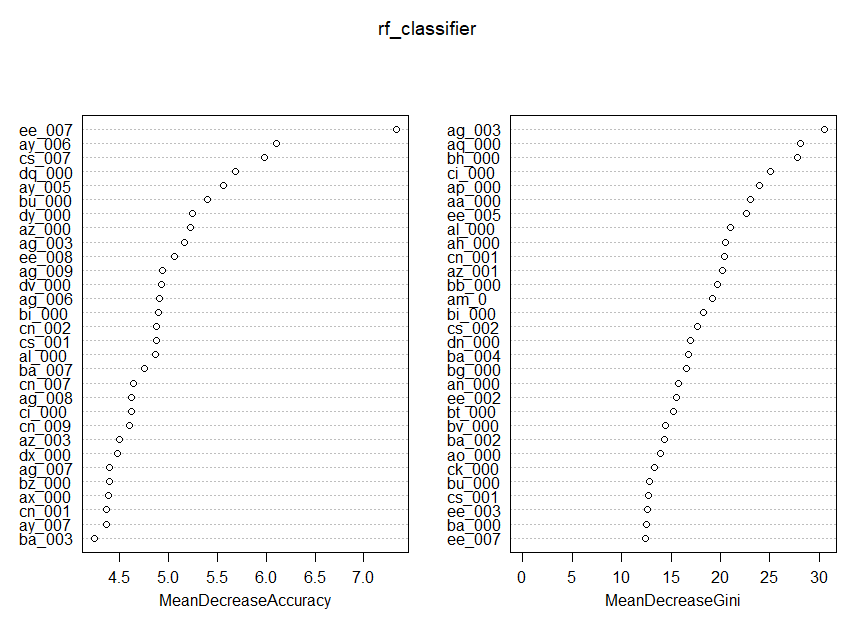 rf_classifier
ee_007
ay_006
cs_007
dq_000
ay_005
bu_000
dy_000
az_000
ag_003
ee_008
ag_009
dv_000
ag_006
bi_000
cn_002
cs_001
al_000
ba_007
cn_007
ag_008
ci_000
cn_009
az_003
dx_000
ag_007
bz_000
ax_000
cn_001
ay_007
ba_003
4.5 5.0 5.5 6.0 6.5 7.0
MeanDecreaseAccuracy
ag_003
aq_000
bh_000
ci_000
ap_000
aa_000
ee_005
al_000
ah_000
cn_001
az_001
bb_000
am_0
bi_000
cs_002
dn_000
ba_004
bg_000
an_000
ee_002
bt_000
bv_000
ba_002
ao_000
ck_000
bu_000
cs_001
ee_003
ba_000
ee_007
0 5 10 15 20 25 30
MeanDecreaseGini